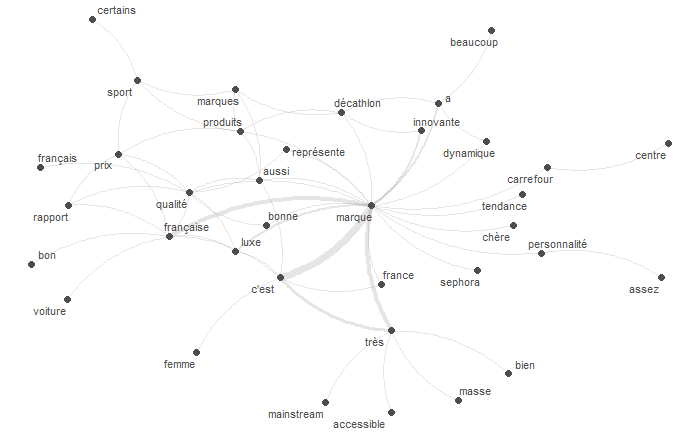 certains
beaucoup
sport
marques
décathlon
a
produits
innovante
français
prix
représente
dynamique
centre
aussi
carrefour
rapport
qualité
bonne
marque
tendance
française
luxe
chère
personnalité
bon
c'est
france
sephora
assez
voiture
très
femme
bien
masse
mainstream
accessible